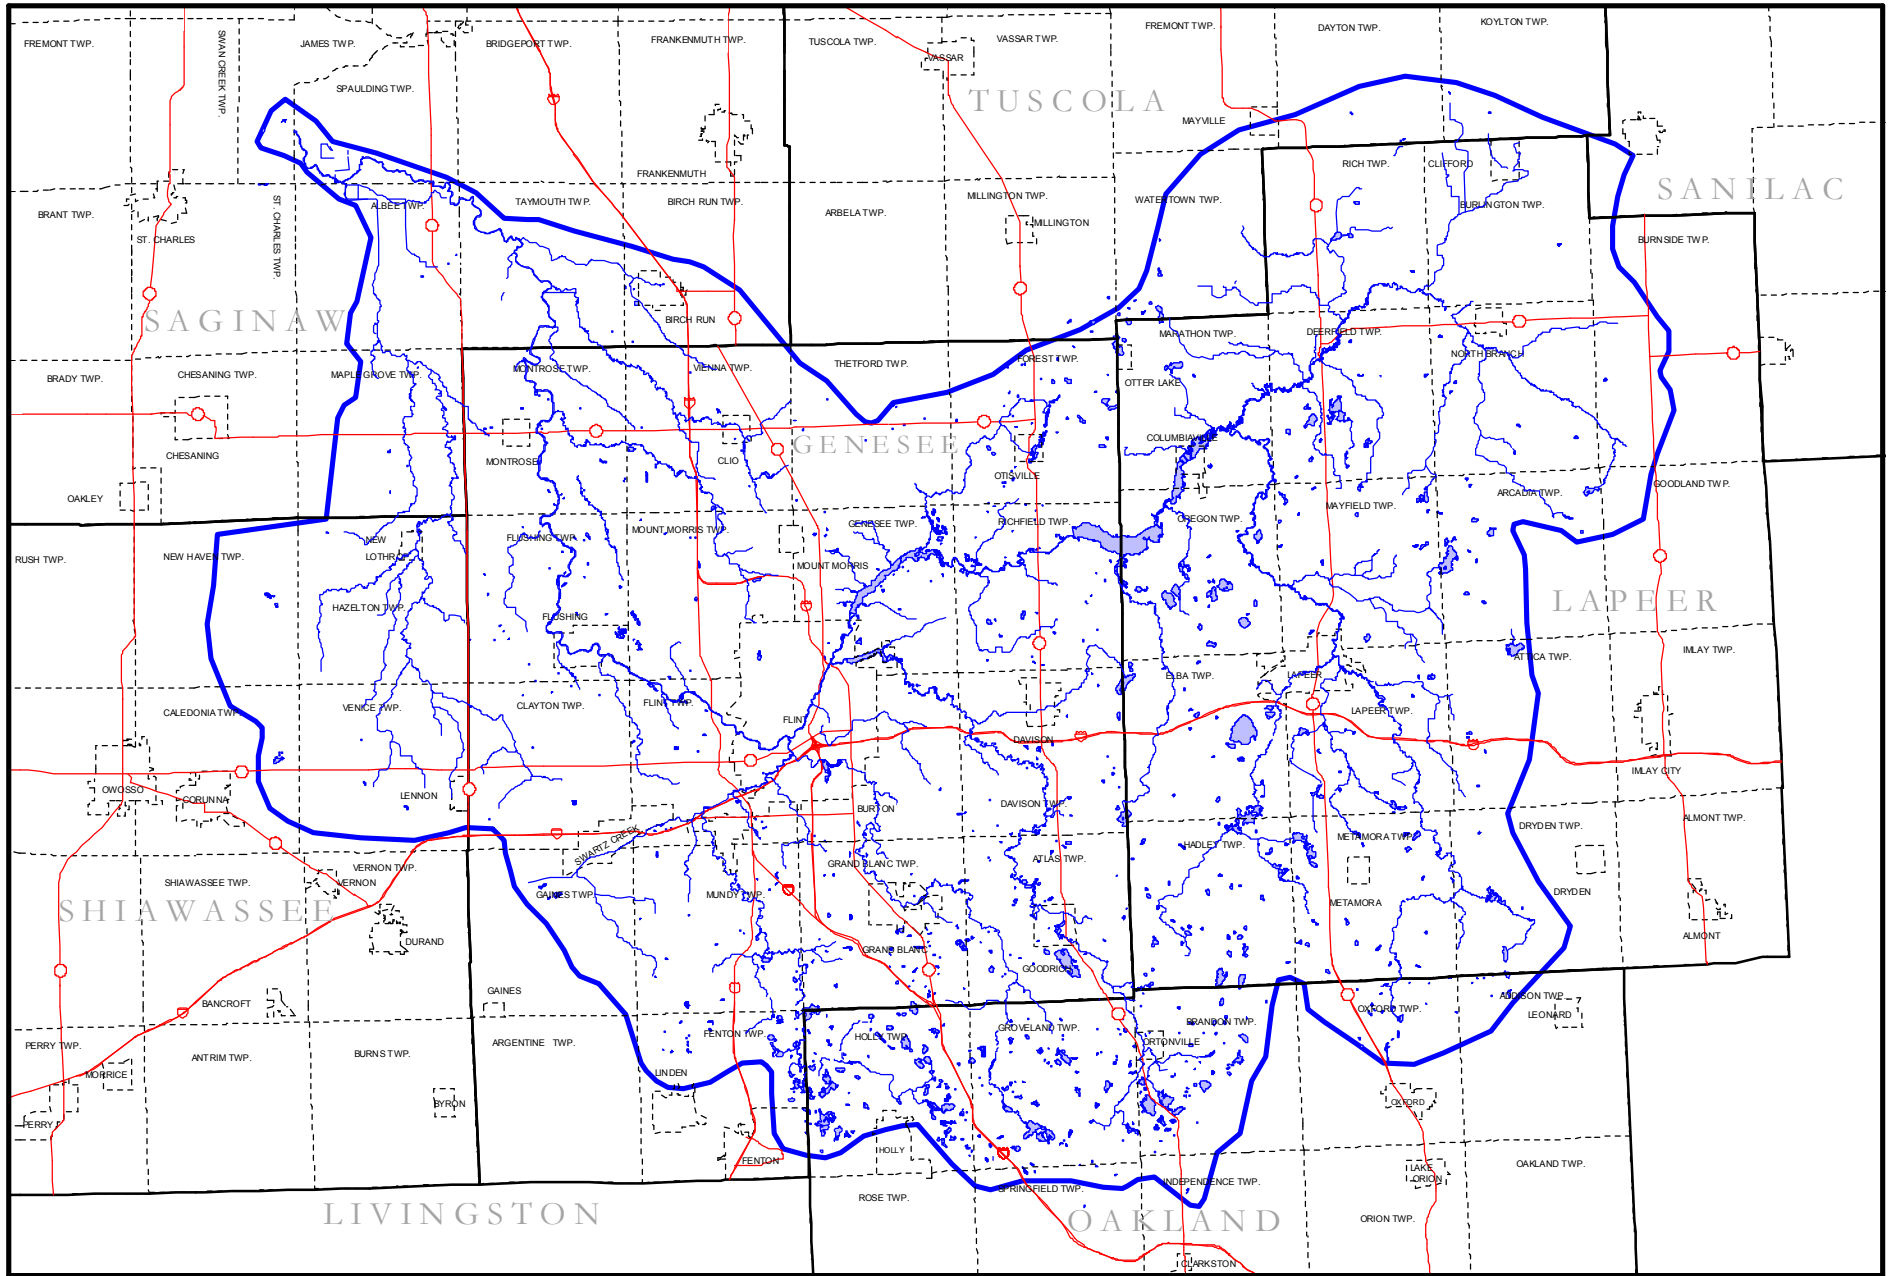 FREMONT TWP.
SWAN CREEK TWP.
JAMES TWP.
BRIDGEPORT TWP.
FRANKENMUTH TWP.
TUSCOLA TWP.
VASSAR TWP.
VASSAR
FREMONT TWP.
DAYTON TWP.
KOYLTON TWP.
SPAULDING TWP.
TUSCOLA
MAYVILLE
RICH TWP.
CLIFFORD
SANILAC
FRANKENMUTH
BRANT TWP.
ST. CHARLES
ST. CHARLES TWP.
ALBEE TWP.
TAYMOUTH TWP.
BIRCH RUN TWP.
ARBELA TWP.
MILLINGTON TWP.
MILLINGTON
WATERTOWN TWP.
BURLINGTON TWP.
BURNSIDE TWP.
SAGINAW
BIRCH RUN
MARATHON TWP.
DEERFIELD TWP.
NORTH BRANCH
BRADY TWP.
CHESANING TWP.
MAPLE GROVE TWP.
MONTROSE TWP.
VIENNA TWP.
THETFORD TWP.
FOREST TWP.
OTTER LAKE
CHESANING
MONTROSE
CLIO
GENESEE
OTISVILLE
COLUMBIAVILLE
OAKLEY
ARCADIA TWP.
GOODLAND TWP.
RUSH TWP.
NEW HAVEN TWP.
NEW
LOTHROP
FLUSHING TWP.
MOUNT MORRIS TWP.
MOUNT MORRIS
GENESEE TWP.
RICHFIELD TWP.
OREGON TWP.
MAYFIELD TWP.
HAZELTON TWP.
FLUSHING
LAPEER
ATTICA TWP.
IMLAY TWP.
CALEDONIA TWP.
VENICE TWP.
CLAYTON TWP.
FLINT TWP.
FLINT
DAVISON
ELBA TWP.
LAPEER
LAPEER TWP.
IMLAY CITY
OWOSSO
CORUNNA
LENNON
BURTON
DAVISON TWP.
SWARTZ CREEK
METAMORA TWP.
DRYDEN TWP.
ALMONT TWP.
SHIAWASSEE TWP.
VERNON TWP.
VERNON
GAINES TWP.
MUNDY TWP.
GRAND BLANC TWP.
ATLAS TWP.
HADLEY TWP.
METAMORA
DRYDEN
SHIAWASSEE
DURAND
GRAND BLANC
GOODRICH
ALMONT
BANCROFT
GAINES
ADDISON TWP.
LEONARD
OXFORD TWP.
PERRY TWP.
ANTRIM TWP.
BURNS TWP.
ARGENTINE TWP.
FENTON TWP.
HOLLY TWP.
GROVELAND TWP.
BRANDON TWP.
ORTONVILLE
MORRICE
BYRON
LINDEN
OXFORD
PERRY
FENTON
HOLLY
LAKE
ORION
OAKLAND TWP.
ROSE TWP.
SPRINGFIELD TWP.
INDEPENDENCE TWP.
ORION TWP.
LIVINGSTON
OAKLAND
CLARKSTON